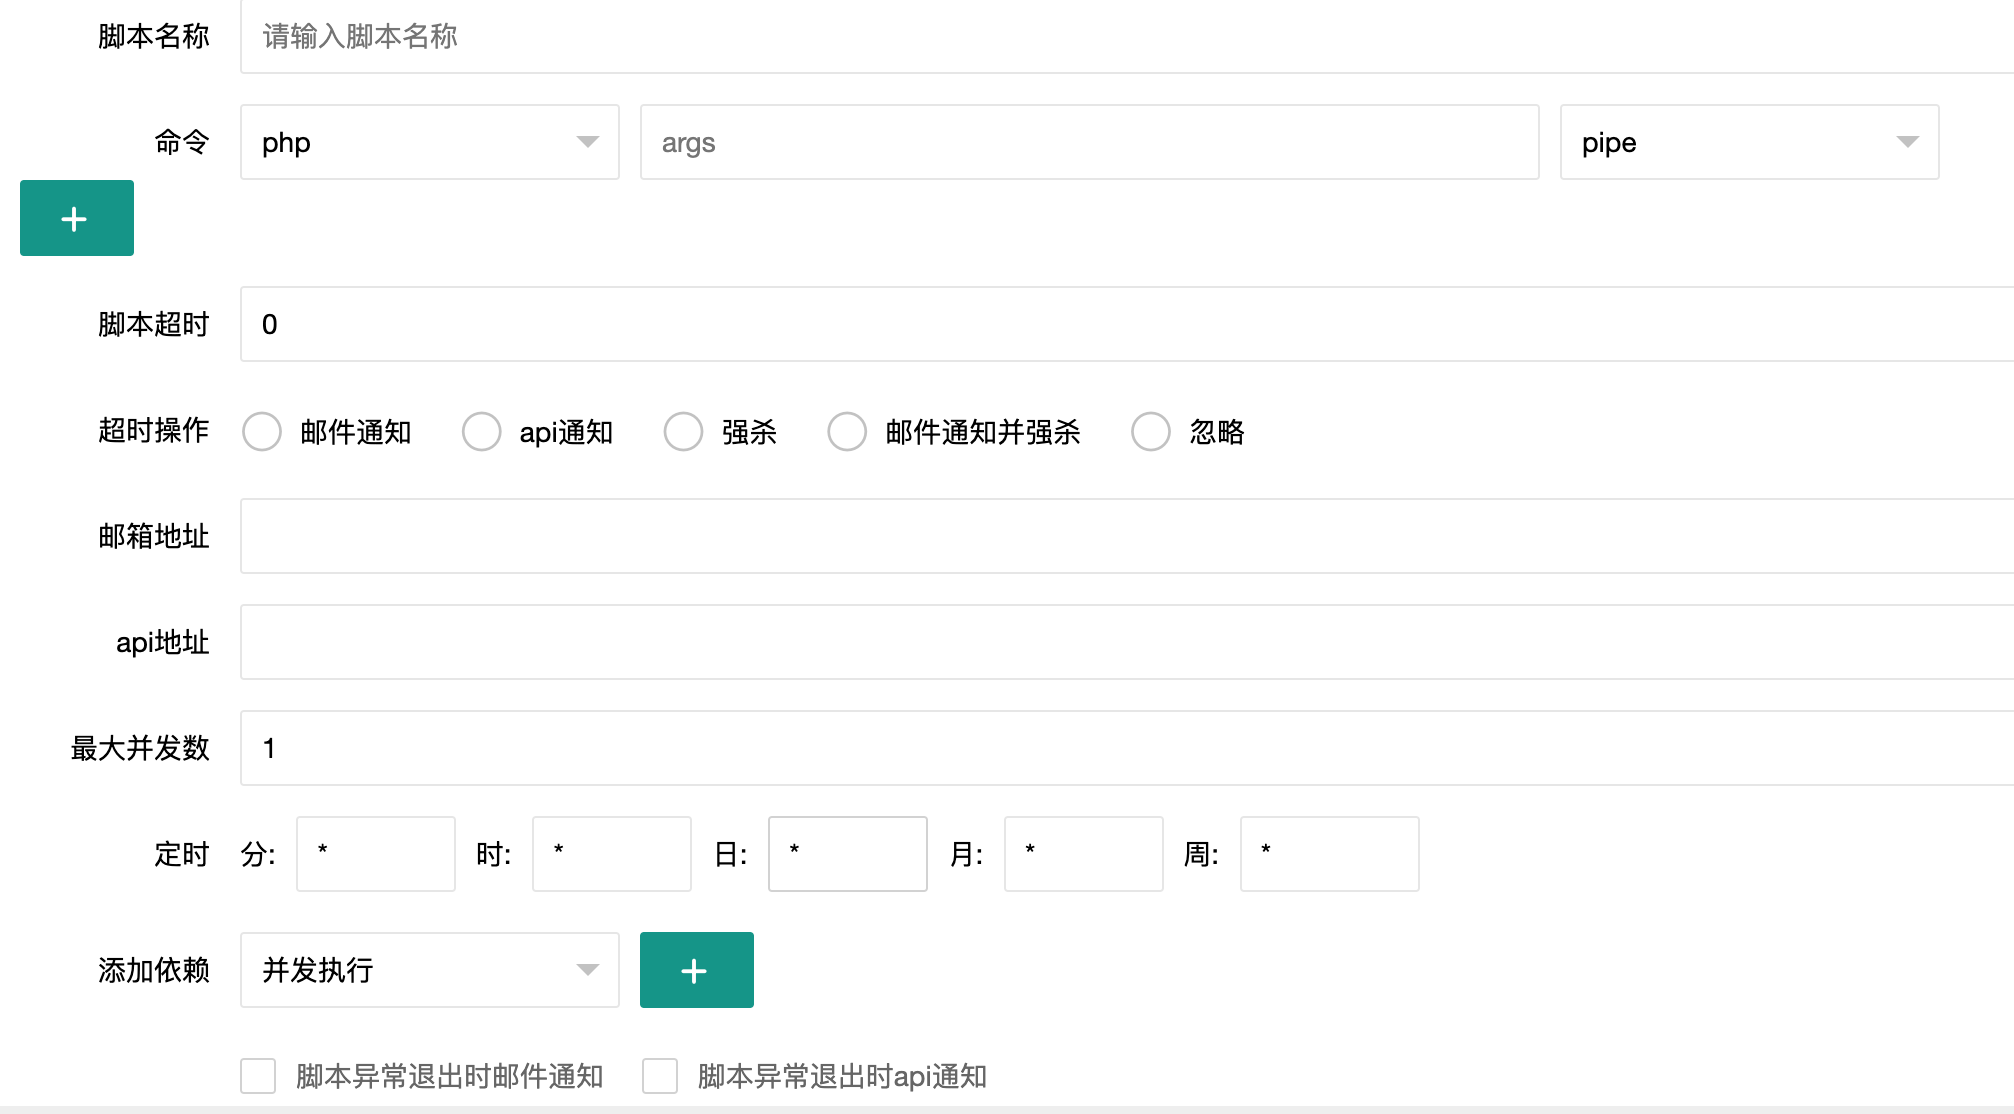 脚本名称 请输入脚本名称
命令 php args pipe
+
脚本超时 0
超时操作 邮件通知 api通知 强杀 邮件通知并强杀 忽略
邮箱地址
api地址
最大并发数 1
定时 分: * 时: * 日: * 月: * 周: *
添加依赖 并发执行 +
脚本异常退出时邮件通知 脚本异常退出时api通知